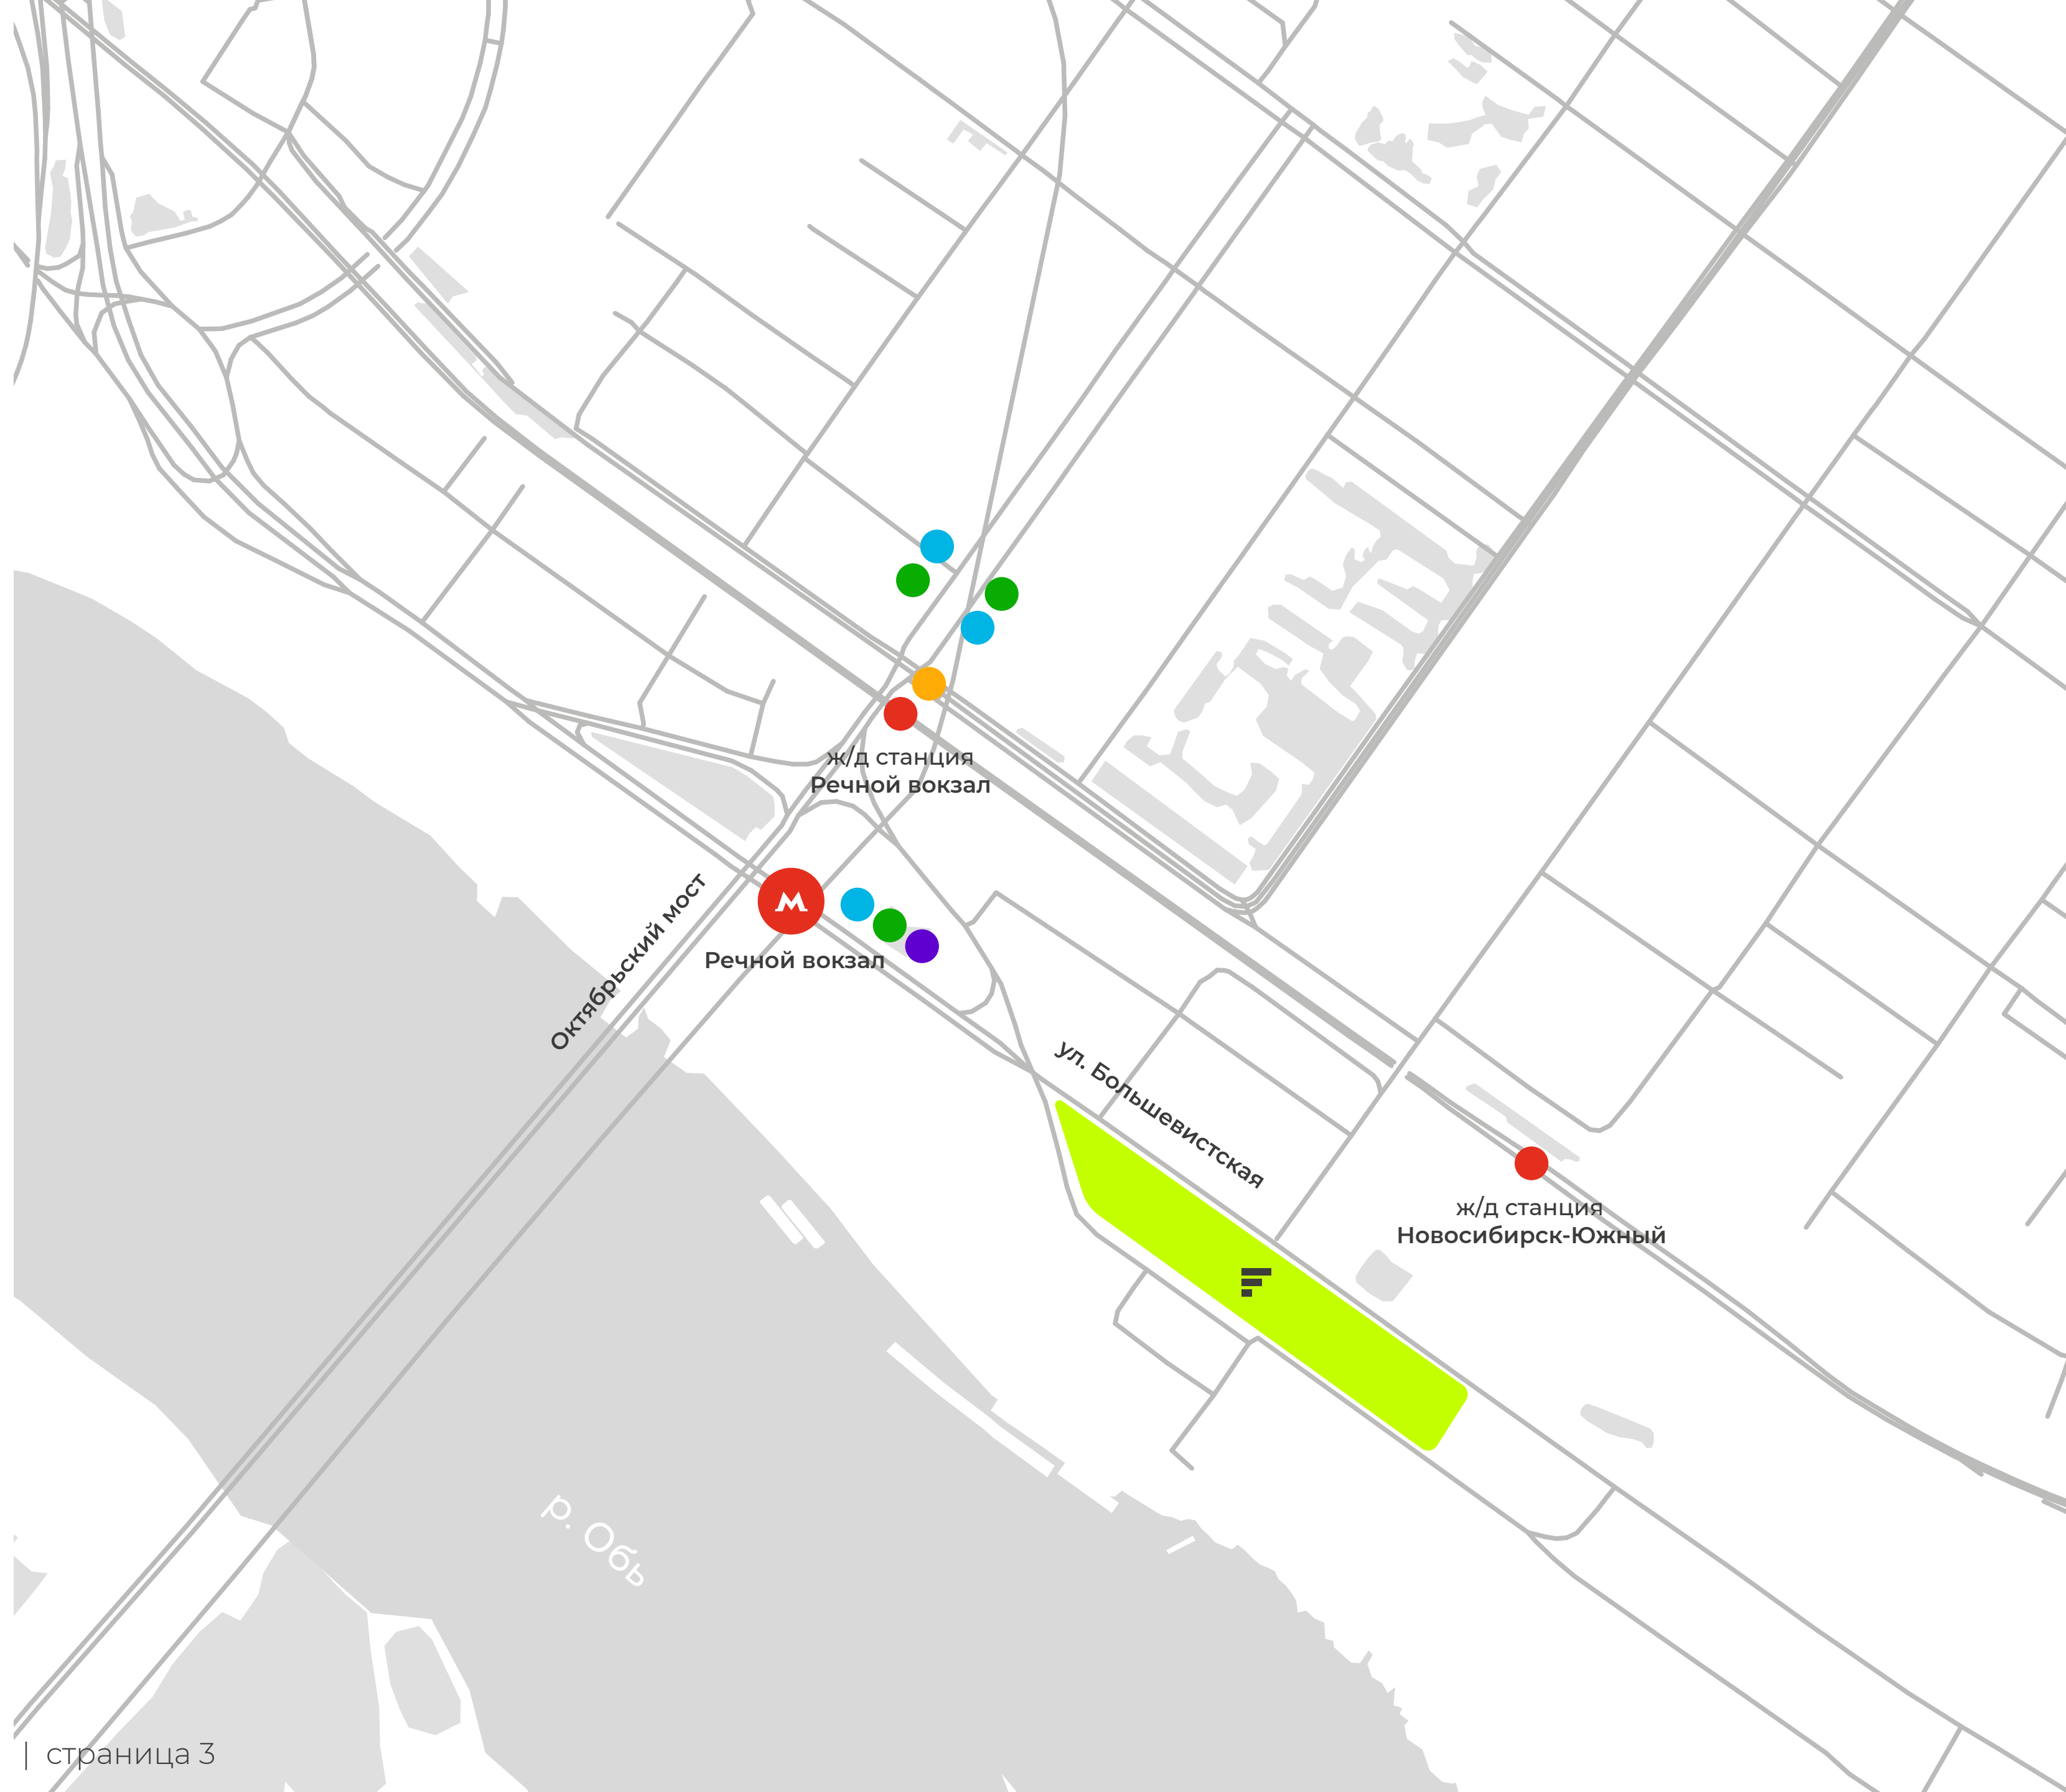 ж/д станция
Речной вокзал
Октябрьский мост
Речной вокзал
ул. Большевистская
ж/д станция
Новосибирск-Южный
р. Обь
| страница 3